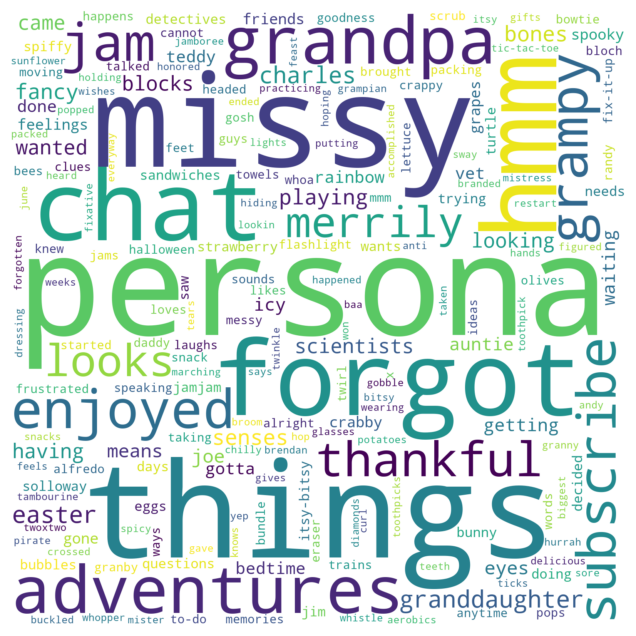 came happens detectives friends goodness scrub itsy gifts bowtie
spiffy jamboree cannot
jam grandpa bones spooky
sunflower moving talked honored headed feast tic-tac-toe bloch
teddy brought packing
holding blocks charles crappy grapes fix-it-up
fancy wishes popped practicing grampian hoping
missy hmm grampy
done ended accomplished turtle
packed gosh putting
feelings everyway guys lights lettuce randy
wanted feet sway vet needs
bees clues sandwiches towels whoa rainbow branded mistress
heard mmm trying restart
june fixative chat hiding playing
lookin merrily looking figured waiting
forgotten knew halloween strawberry flashlight wants anti hands
weeks persona
sounds happened olives
jams saw likes baa taken ideas toothpick
loves icy
dressing tears messy won auntie
started daddy laughs twinkle scientists
looks snack says x
marching twirl gobble andy
frustrated speaking jamjam forgot bitsy wearing
enjoyed broom alright hop glasses crabby getting subscribe
snacks senses potatoes granny
having means taking chilly brendan thankful
feels alfredo days joe gotta gives words decided biggest
solloway
tambourine things itsy-bitsy diamonds curl toothpicks
easter eggs ways yep bundle eraser bunny hurrah
twoxtwo spicy knows
pirate gone questions trains teeth eyes delicious
crossed bubbles gave granby bedtime doing sore
adventures ticks
jim granddaughter
buckled whopper mister to-do memories whistle aerobics anytime pops